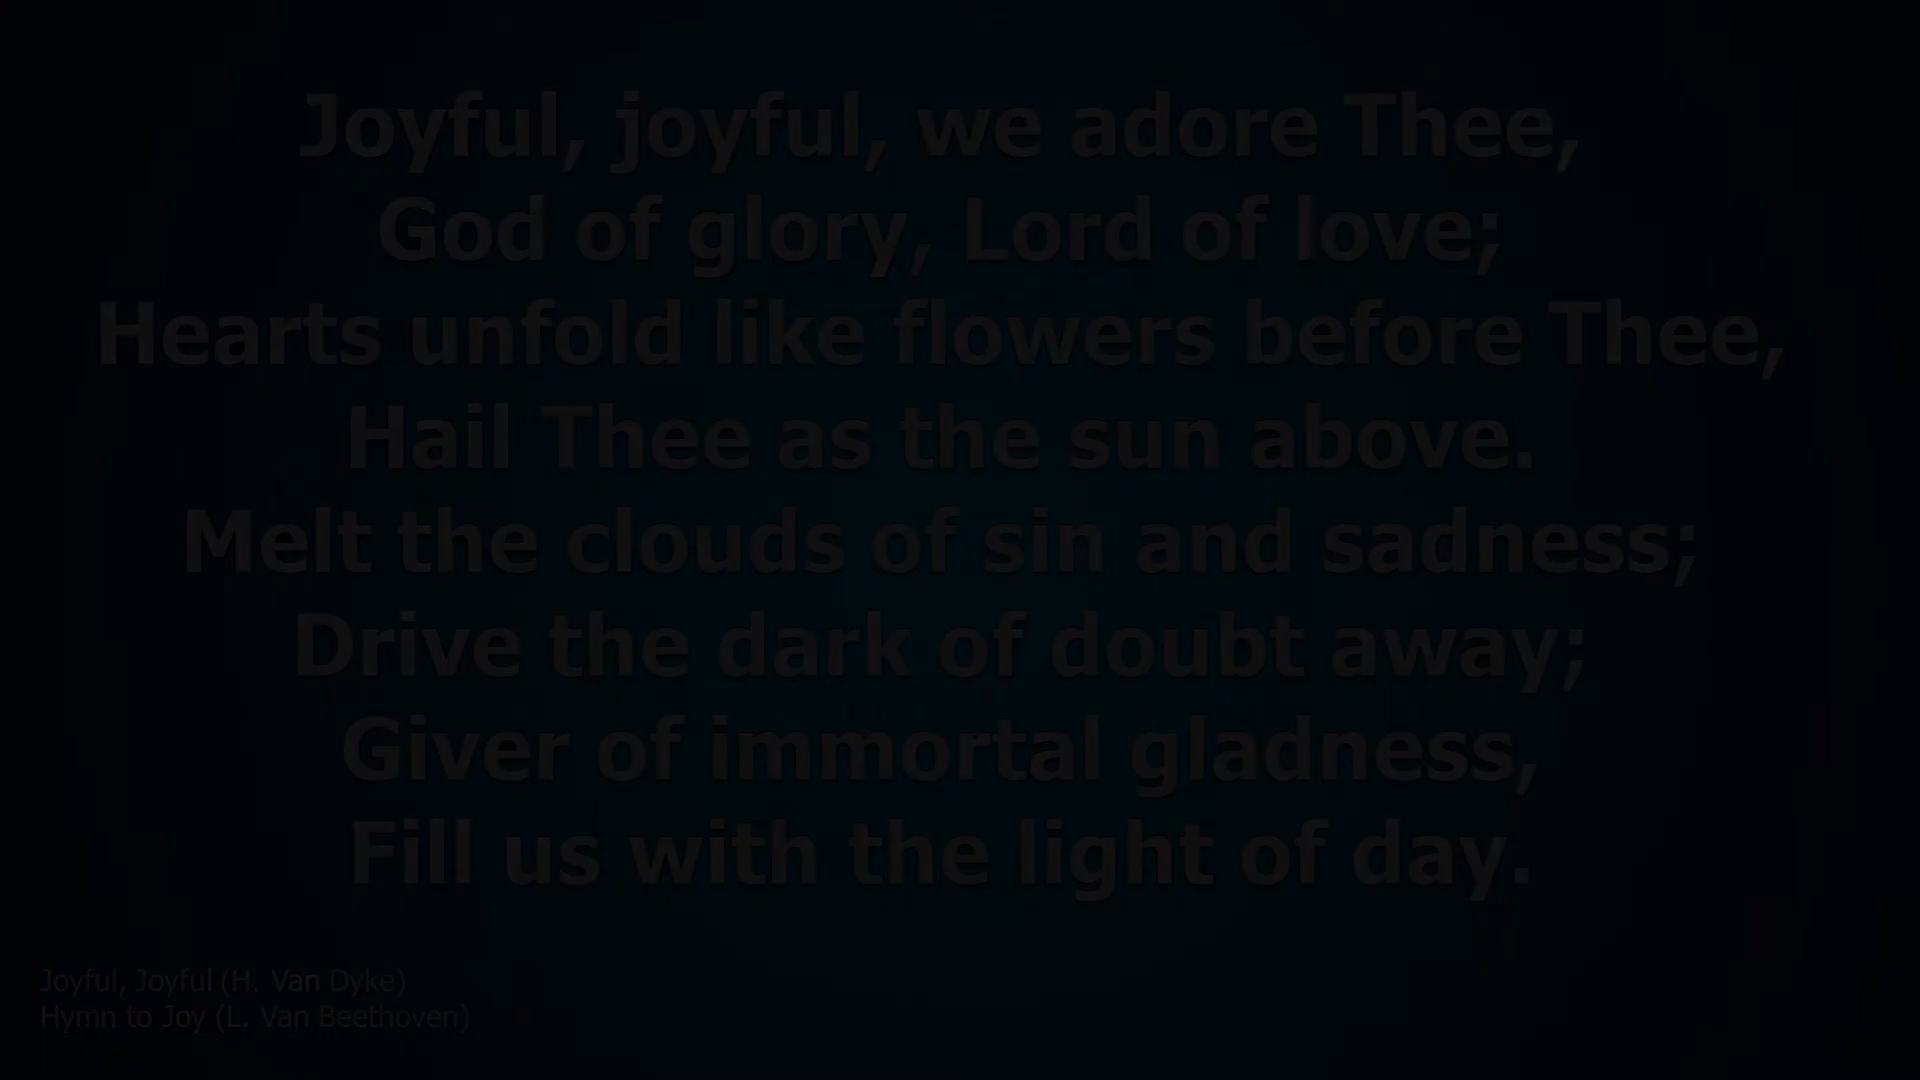 Joyful, joyful, we adore Thee,
God of glory, Lord of love;
Hearts unfold like flowers before Thee,
Hail Thee as the sun above.
Melt the clouds of sin and sadness;
Drive the dark of doubt away;
Giver of immortal gladness,
Fill us with the light of day.
Joyful, Joyful (H. Van Dyke)
Hymn to Joy (L. Van Beethoven)